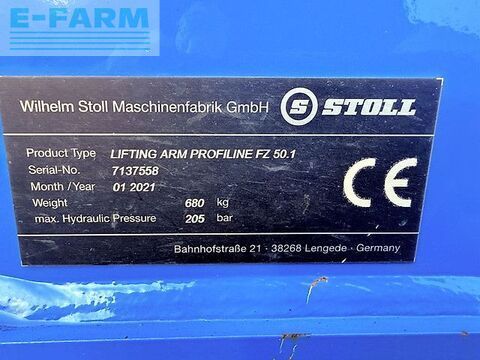 E-FARM
Wilhelm Stoll Maschinenfabrik GmbH
S STOLL
Product Type LIFTING ARM PROFILINE FZ 50.1
Serial-No. 7137558
Month /Year 01 2021
Weight 680 kg
max. Hydraulic Pressure 205 bar
CE
Bahnhofstraße 21 · 38268 Lengede · Germany